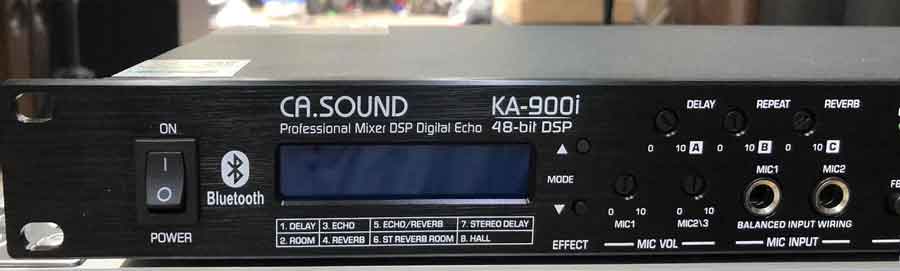 CA.SOUND
KA-900i
Professional Mixer DSP Digital Echo 48-bit DSP
DELAY REPEAT REVERB
0 10 A 0 10 B 0 10 C
ON
POWER
Bluetooth
MODE
1. DELAY 3. ECHO 5. ECHO/REVERB 7. STEREO DELAY
2. ROOM 4. REVERB 6. ST REVERB ROOM 8. HALL
EFFECT
0 10 0 10
MIC1 MIC2\3
MIC VOL
MIC1 MIC2
BALANCED INPUT WIRING
MIC INPUT